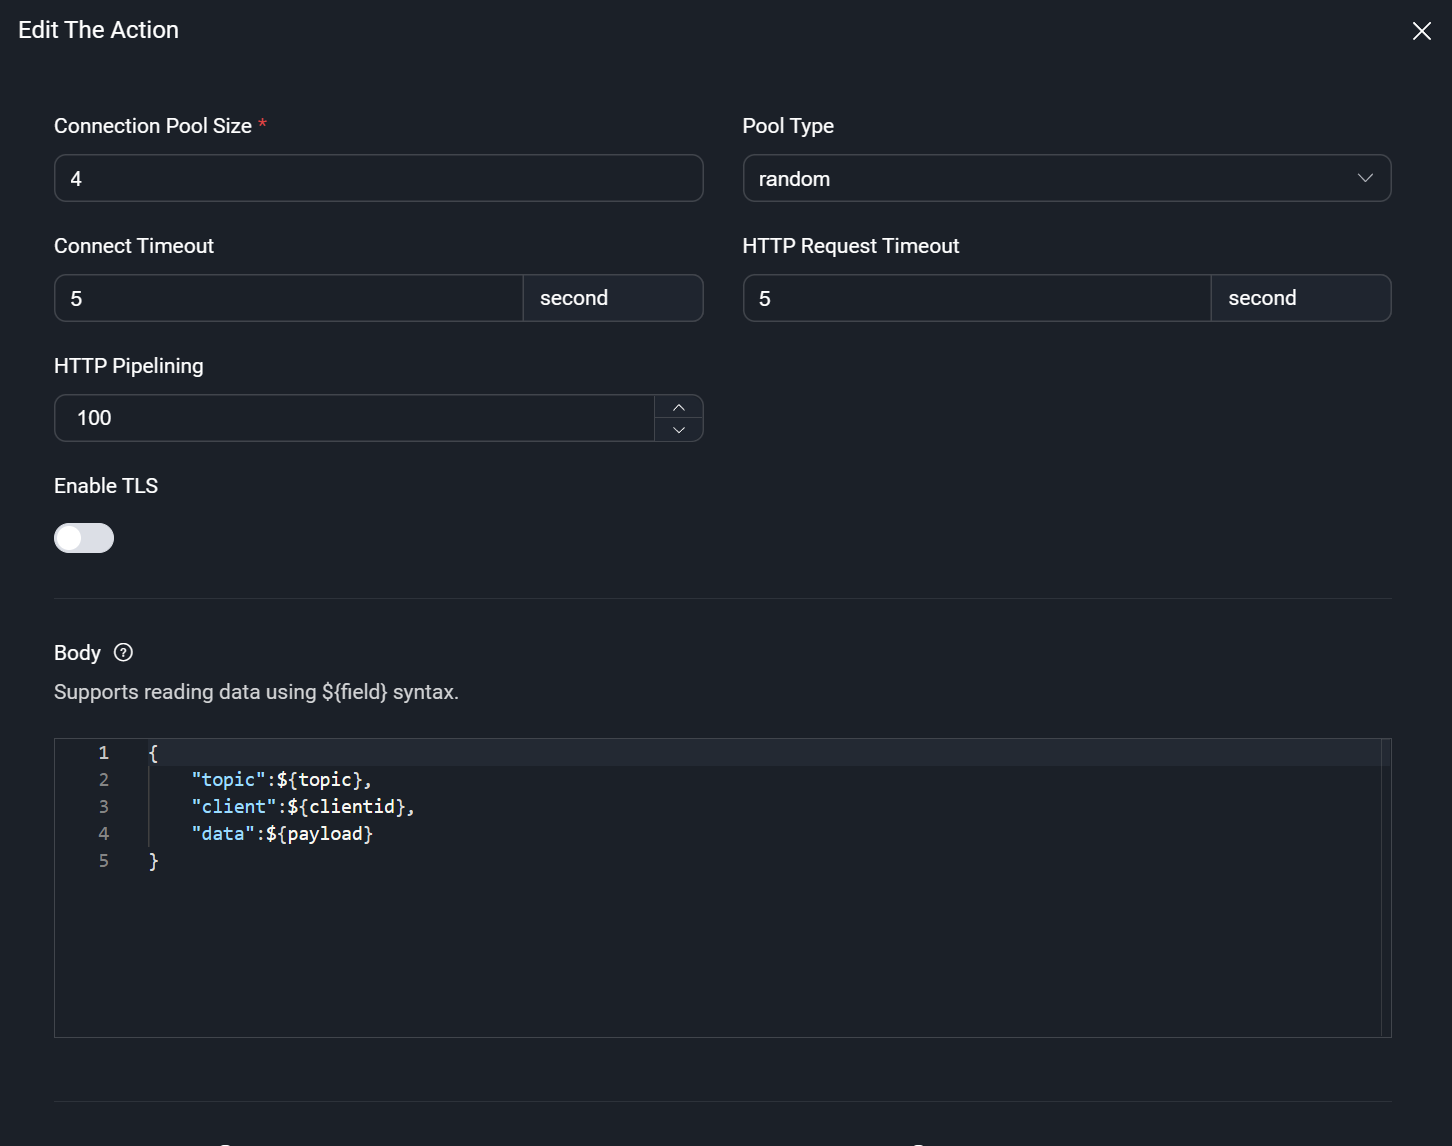 Edit The Action
Connection Pool Size *
Pool Type
4
random
Connect Timeout
HTTP Request Timeout
5
second
5
second
HTTP Pipelining
100
Enable TLS
Body ?
Supports reading data using ${field} syntax.
1 {
2 "topic":${topic},
3 "client":${clientid},
4 "data":${payload}
5 }